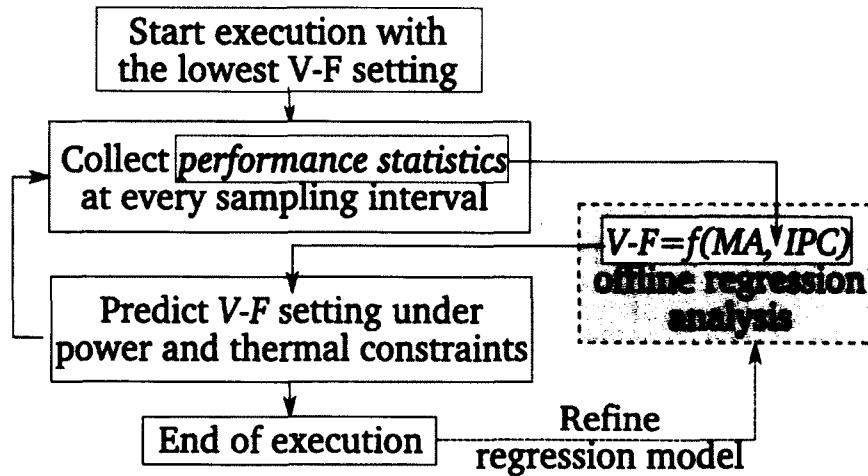 Start execution with
the lowest V-F setting
Collect performance statistics
at every sampling interval
V-F=f(MA, IPC)
offline regression
analysis
Predict V-F setting under
power and thermal constraints
End of execution
Refine
regression model